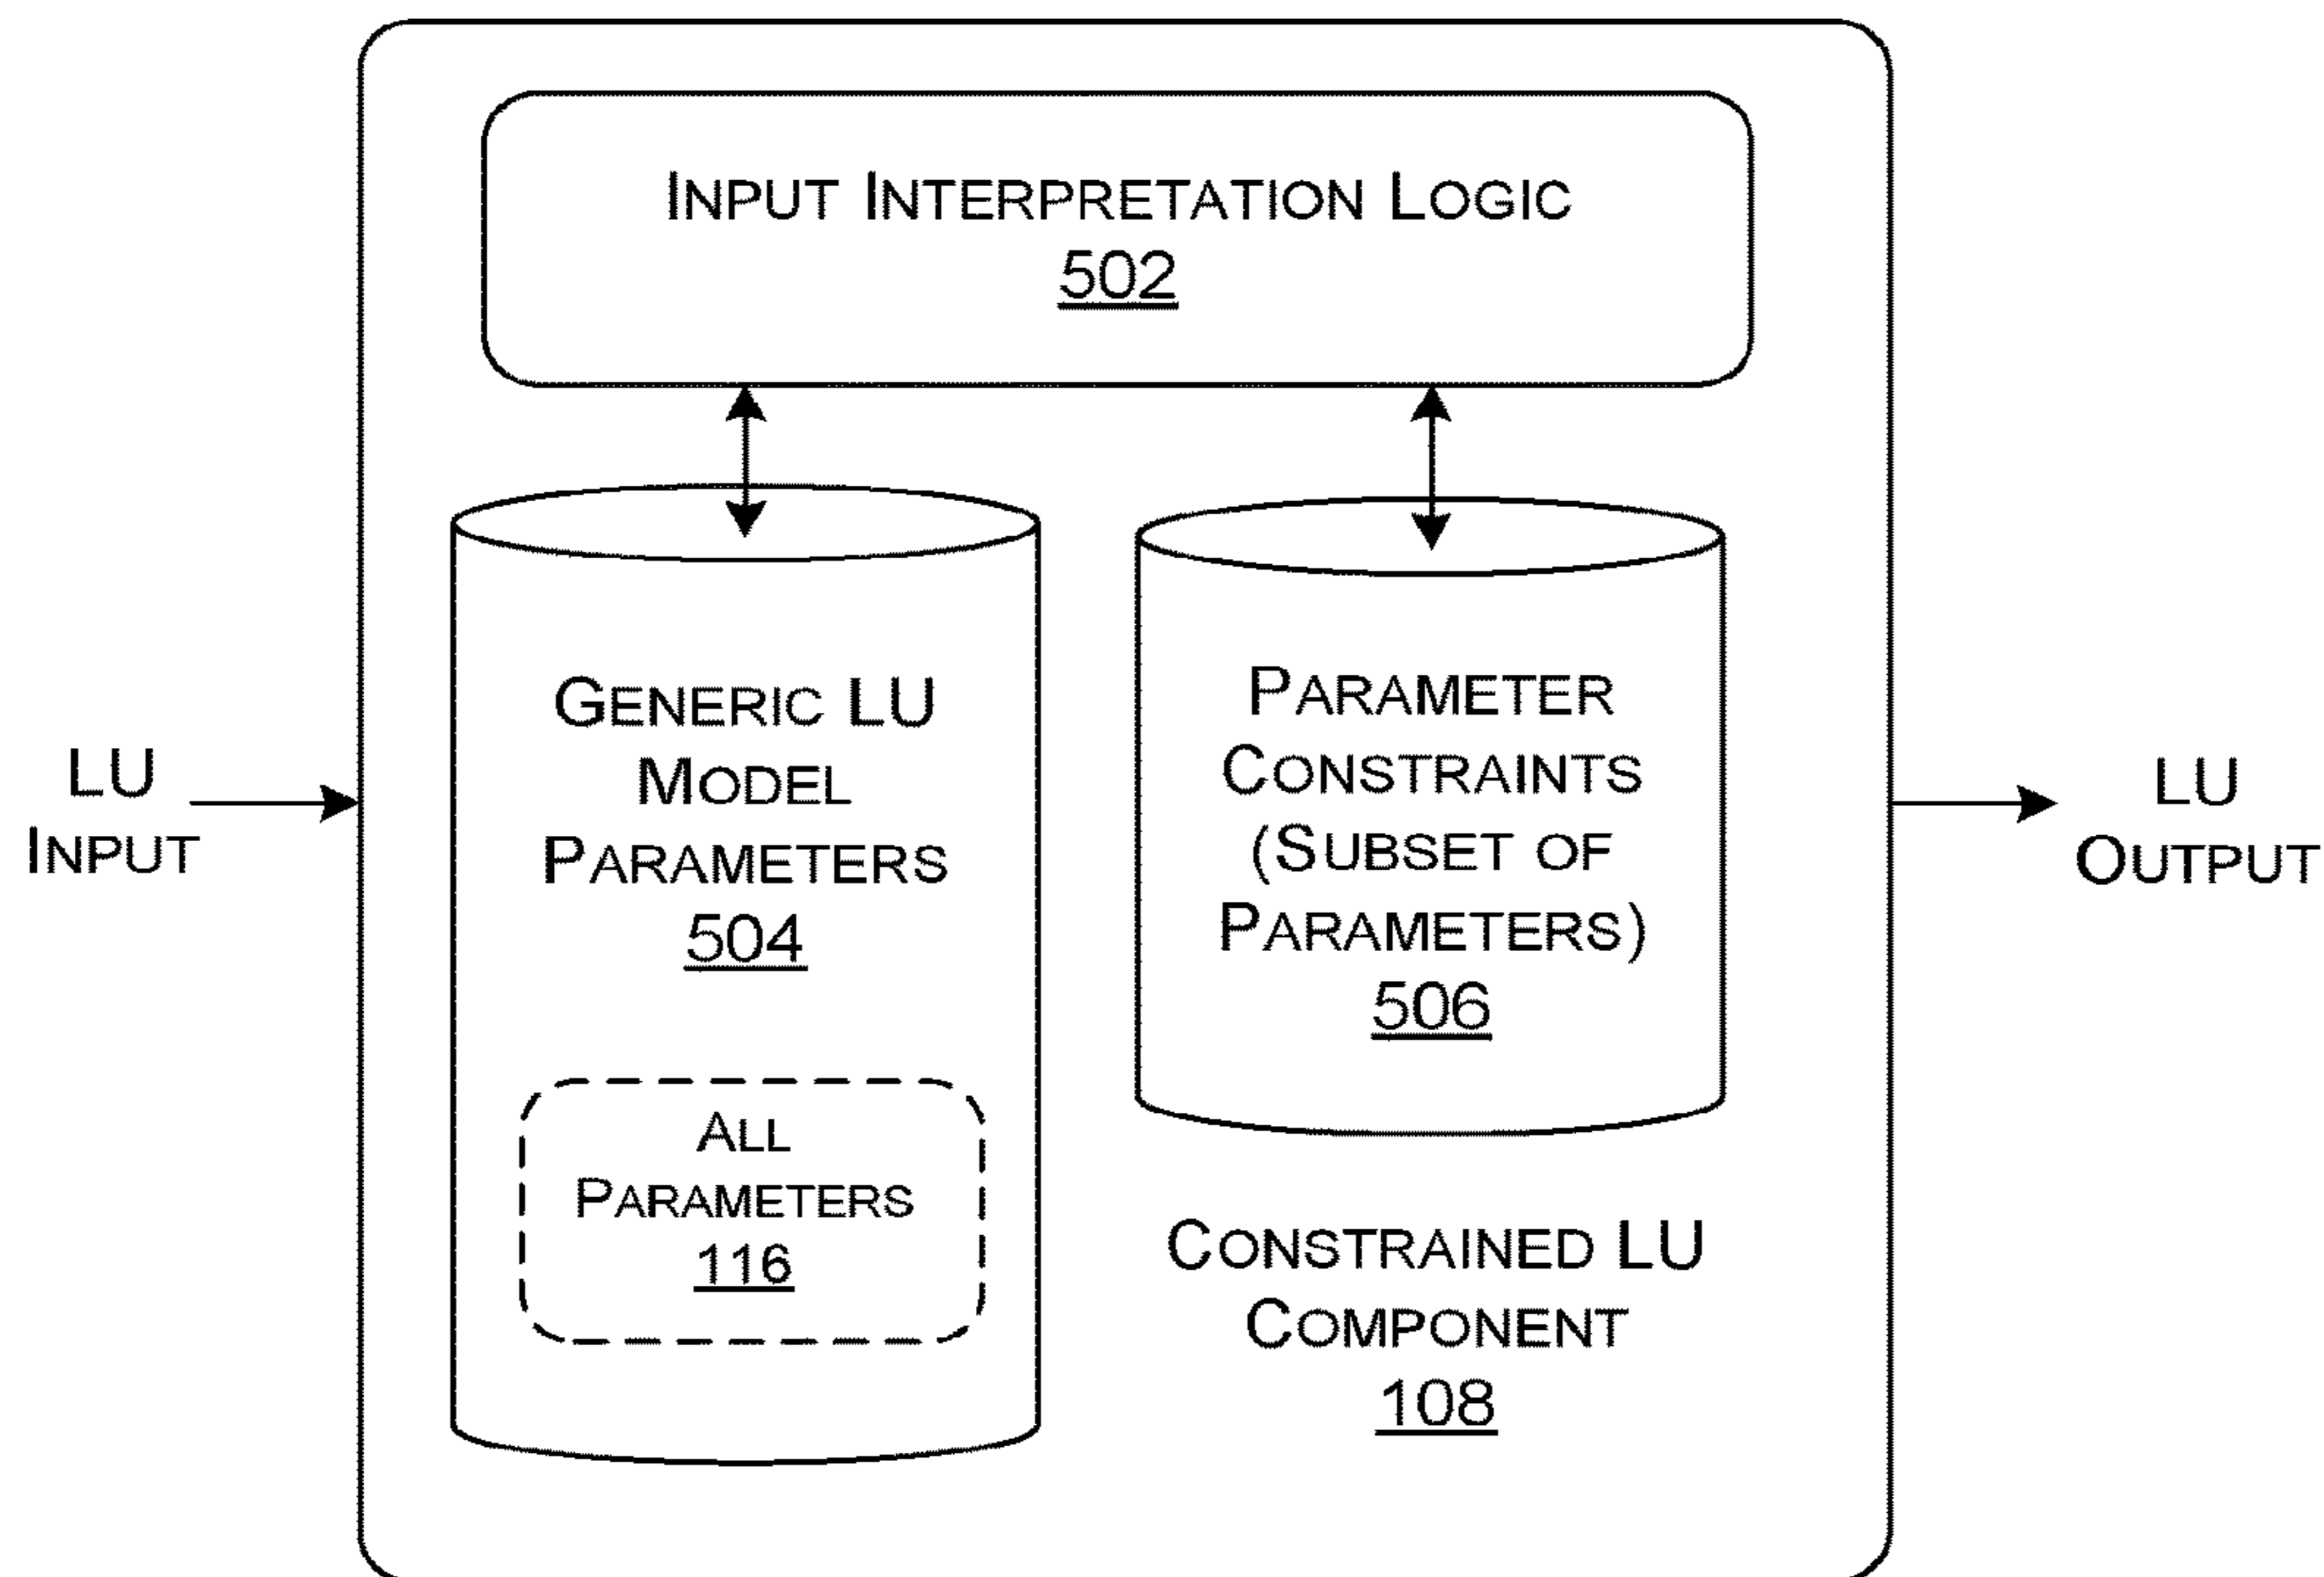 INPUT INTERPRETATION LOGIC
502
GENERIC LU
MODEL
PARAMETERS
504
ALL
PARAMETERS
116
PARAMETER
CONSTRAINTS
(SUBSET OF
PARAMETERS)
506
CONSTRAINED LU
COMPONENT
108
LU
INPUT
LU
OUTPUT